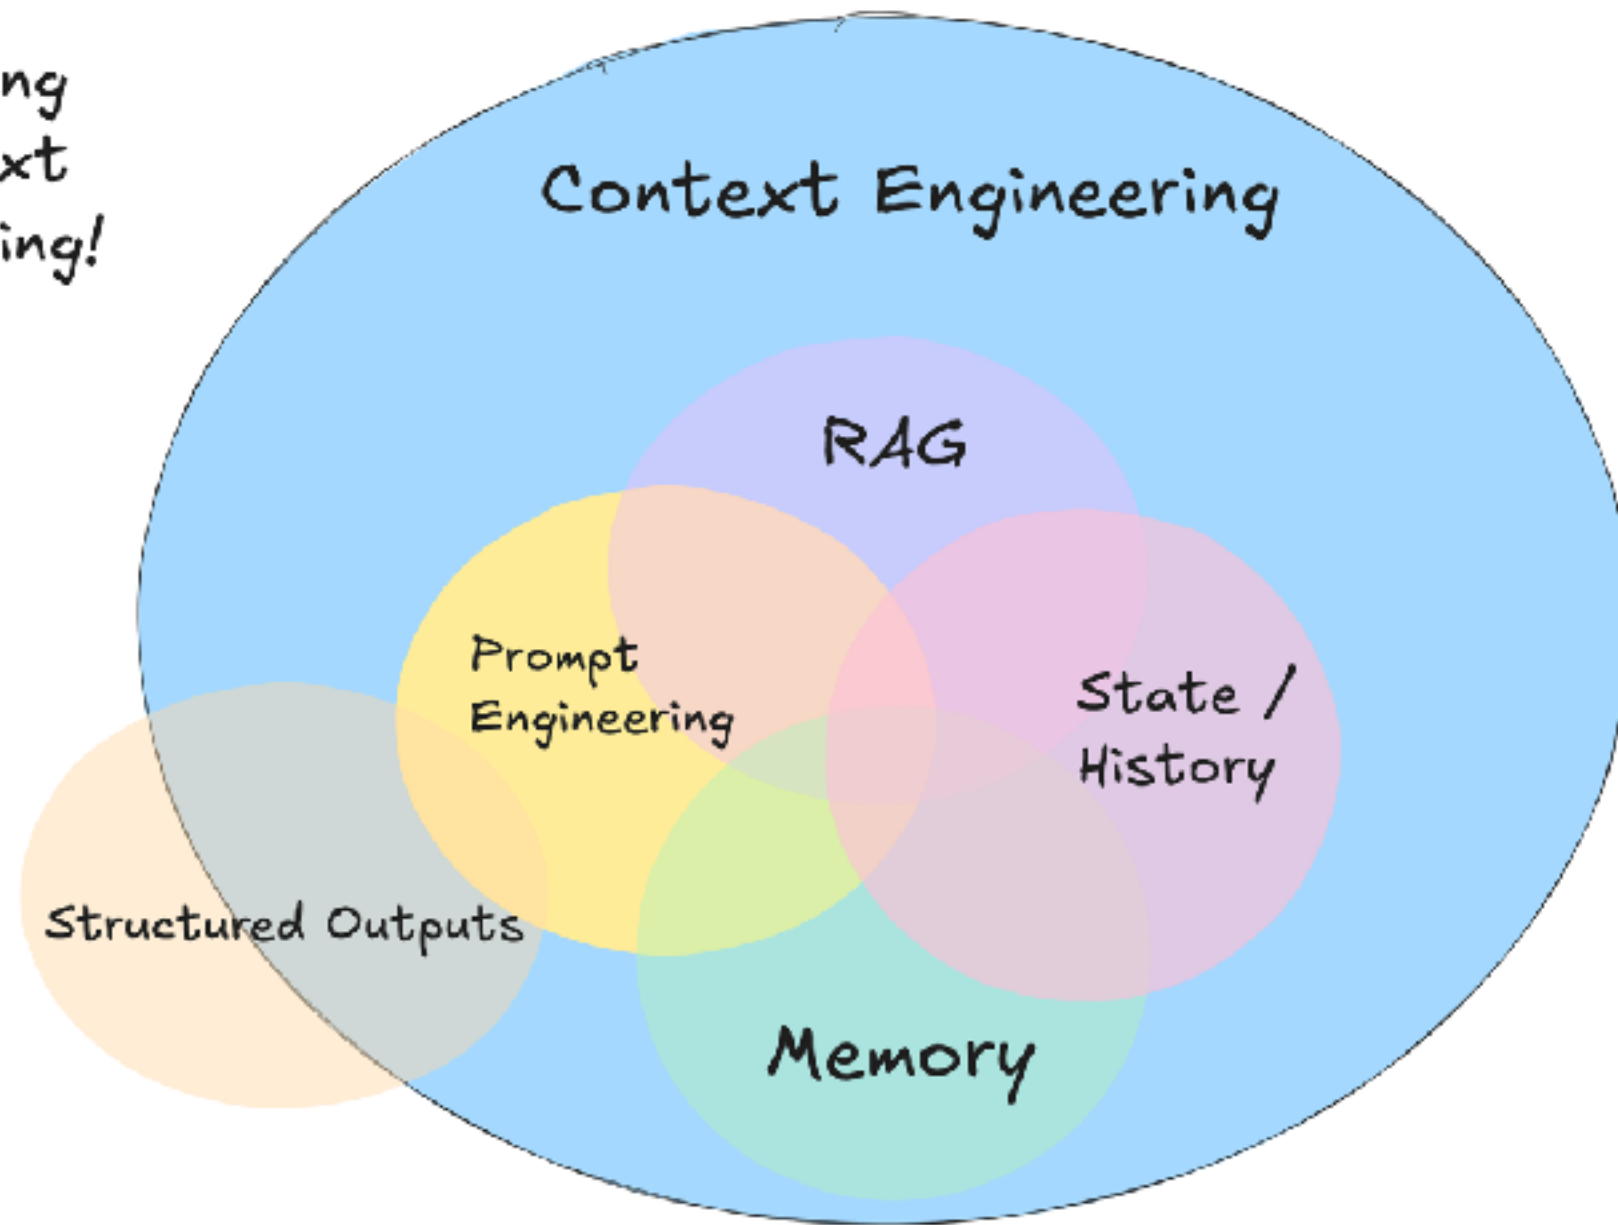 ng
xt
ing!
Context Engineering
RAG
Prompt
Engineering
State /
History
Structured Outputs
Memory